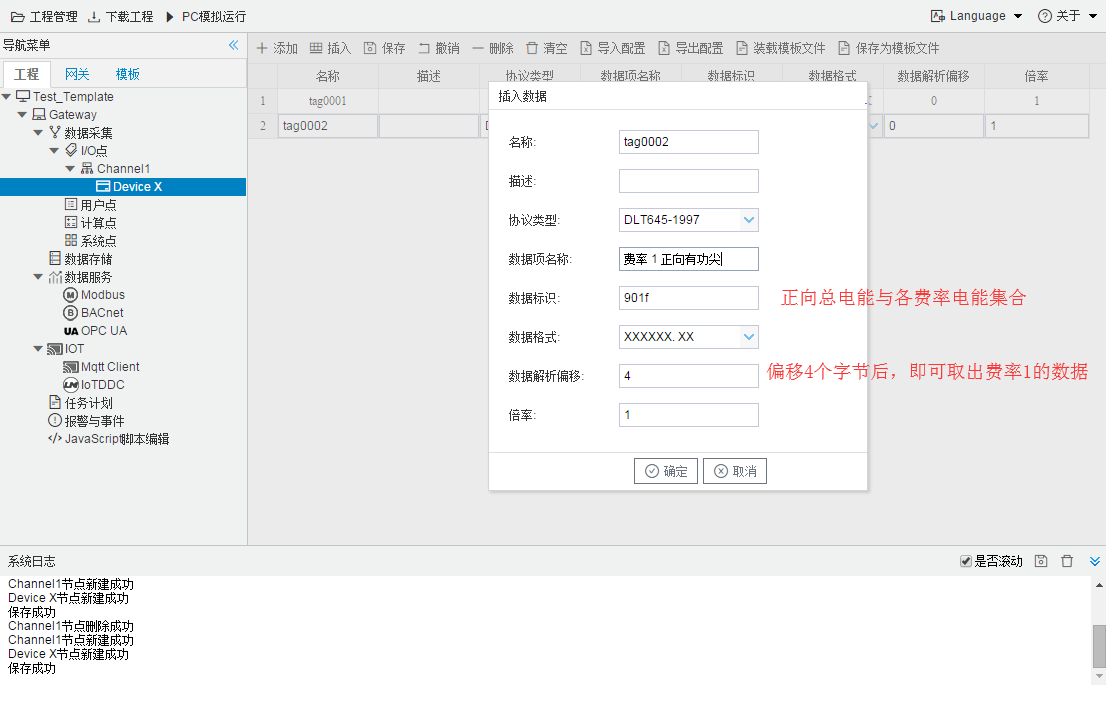 工程管理 下载工程 PC模拟运行 Language 关于
导航菜单
工程 网关 模板
Test_Template
Gateway
数据采集
I/O点
Channel1
Device X
用户点
计算点
系统点
数据存储
数据服务
Modbus
BACnet
OPC UA
IOT
Mqtt Client
IoTDDC
任务计划
报警与事件
JavaScript脚本编辑
添加 插入 保存 撤销 删除 清空 导入配置 导出配置 装载模板文件 保存为模板文件
名称 描述 协议类型 数据项名称 数据标识 数据格式 数据解析偏移 倍率
1 tag0001 0 1
2 tag0002 0 1
插入数据
名称: tag0002
描述:
协议类型: DLT645-1997
数据项名称: 费率 1 正向有功尖
数据标识: 901f 正向总电能与各费率电能集合
数据格式: XXXXXX. XX
数据解析偏移: 4 偏移4个字节后，即可取出费率1的数据
倍率: 1
确定 取消
系统日志 是否滚动
Channel1节点新建成功
Device X节点新建成功
保存成功
Channel1节点删除成功
Channel1节点新建成功
Device X节点新建成功
保存成功